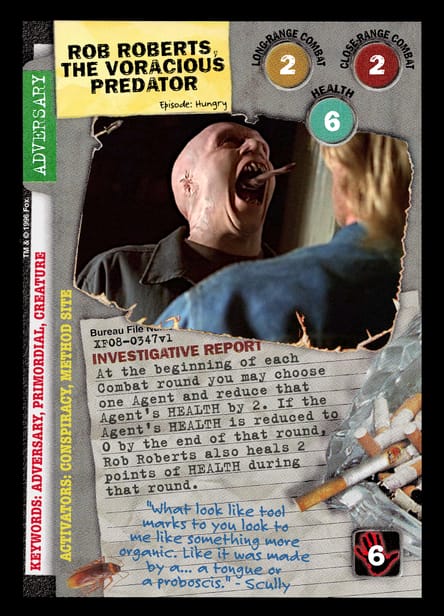 ROB ROBERTS,
THE VORACIOUS
PREDATOR
Episode: Hungry
LONG-RANGE COMBAT
2
CLOSE-RANGE COMBAT
2
HEALTH
6
ADVERSARY
TM & © 1996 Fox.
KEYWORDS: ADVERSARY, PRIMORDIAL, CREATURE
ACTIVATORS: CONSPIRACY, METHOD SITE
Bureau File
XF08-0347v1
INVESTIGATIVE REPORT
At the beginning of each
Combat round you may choose
one Agent and reduce that
Agent's HEALTH by 2. If the
Agent's HEALTH is reduced to
0 by the end of that round,
Rob Roberts also heals 2
points of HEALTH during
that round.
"What look like tool
marks to you look to
me like something more
organic. Like it was made
by a... a tongue or
a proboscis." - Scully
6